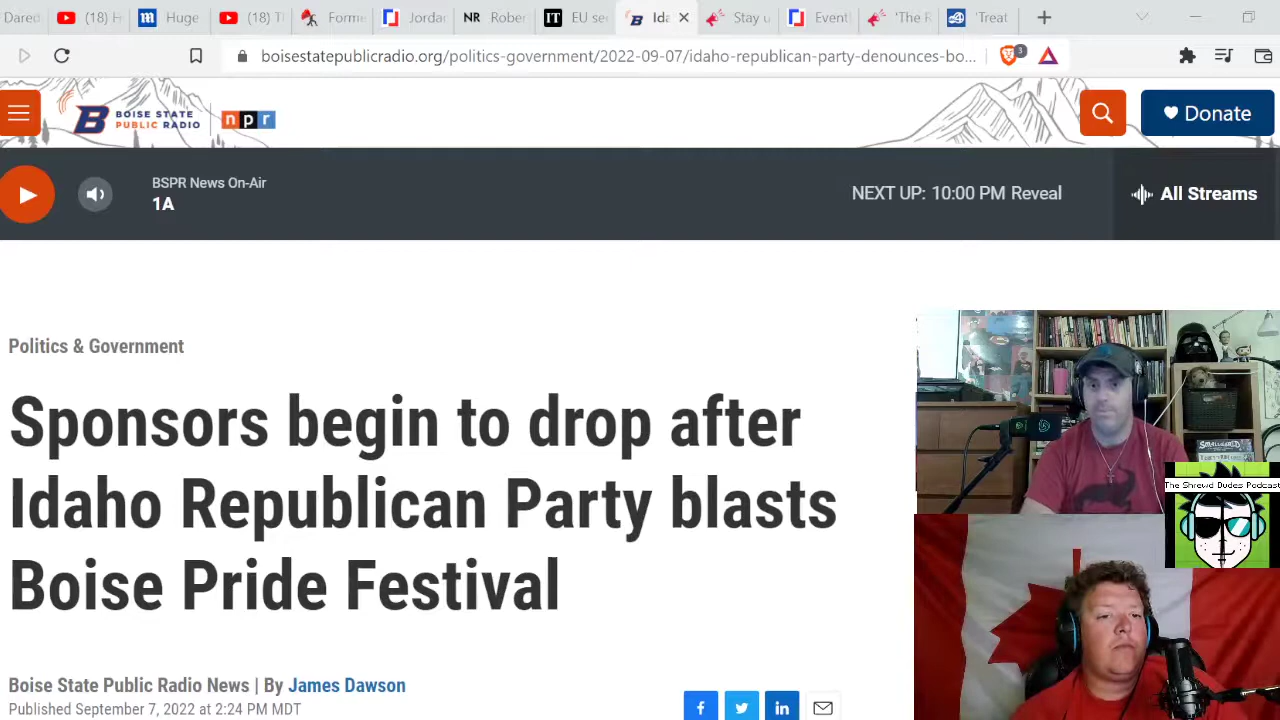 Dared
(18) H
Huge
(18) T
Forme
Jordar
NR Rober
IT EU se
Ida
Stay u
Event
'The R
'Treat
boisestatepublicradio.org/politics-government/2022-09-07/idaho-republican-party-denounces-bo...
3
B BOISE STATE
PUBLIC RADIO
npr
Donate
BSPR News On-Air
1A
NEXT UP: 10:00 PM Reveal
All Streams
Politics & Government
Sponsors begin to drop after
Idaho Republican Party blasts
Boise Pride Festival
Boise State Public Radio News | By James Dawson
Published September 7, 2022 at 2:24 PM MDT
The Shrewd Dudes Podcast